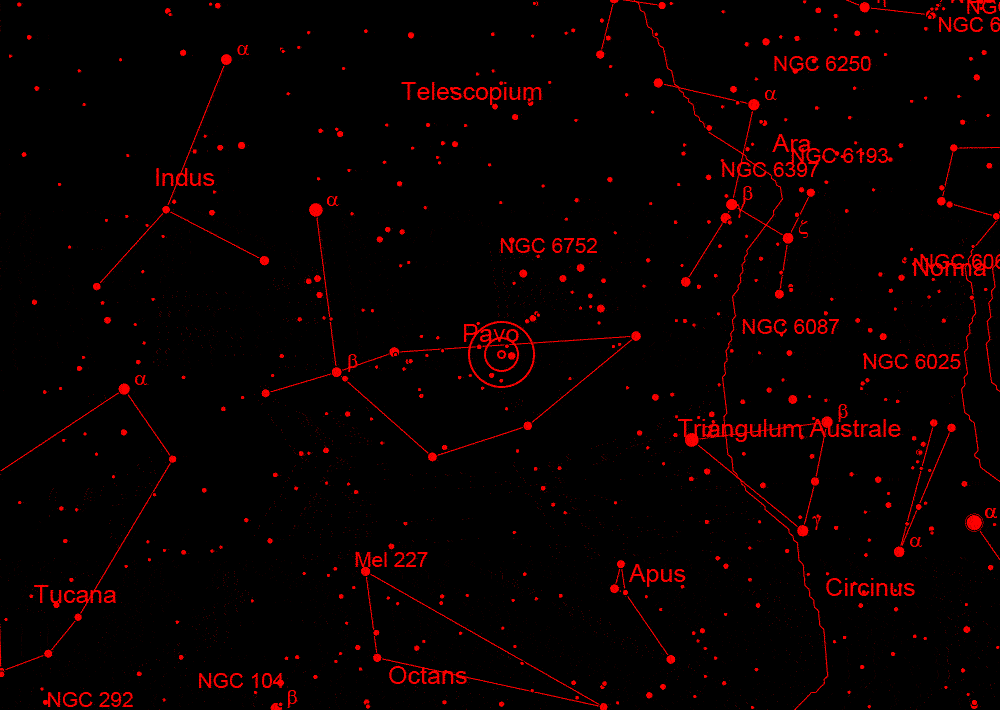 NGC 6
α
NGC 6250
Telescopium
α
Ara
NGC 6193
NGC 6397
Indus
β
α
ζ
NGC 6752
Norma
NGC 6087
Pavo
β
NGC 6025
α
β
Triangulum Australe
α
γ
α
Mel 227
Apus
Circinus
Tucana
Octans
NGC 104
β
NGC 292